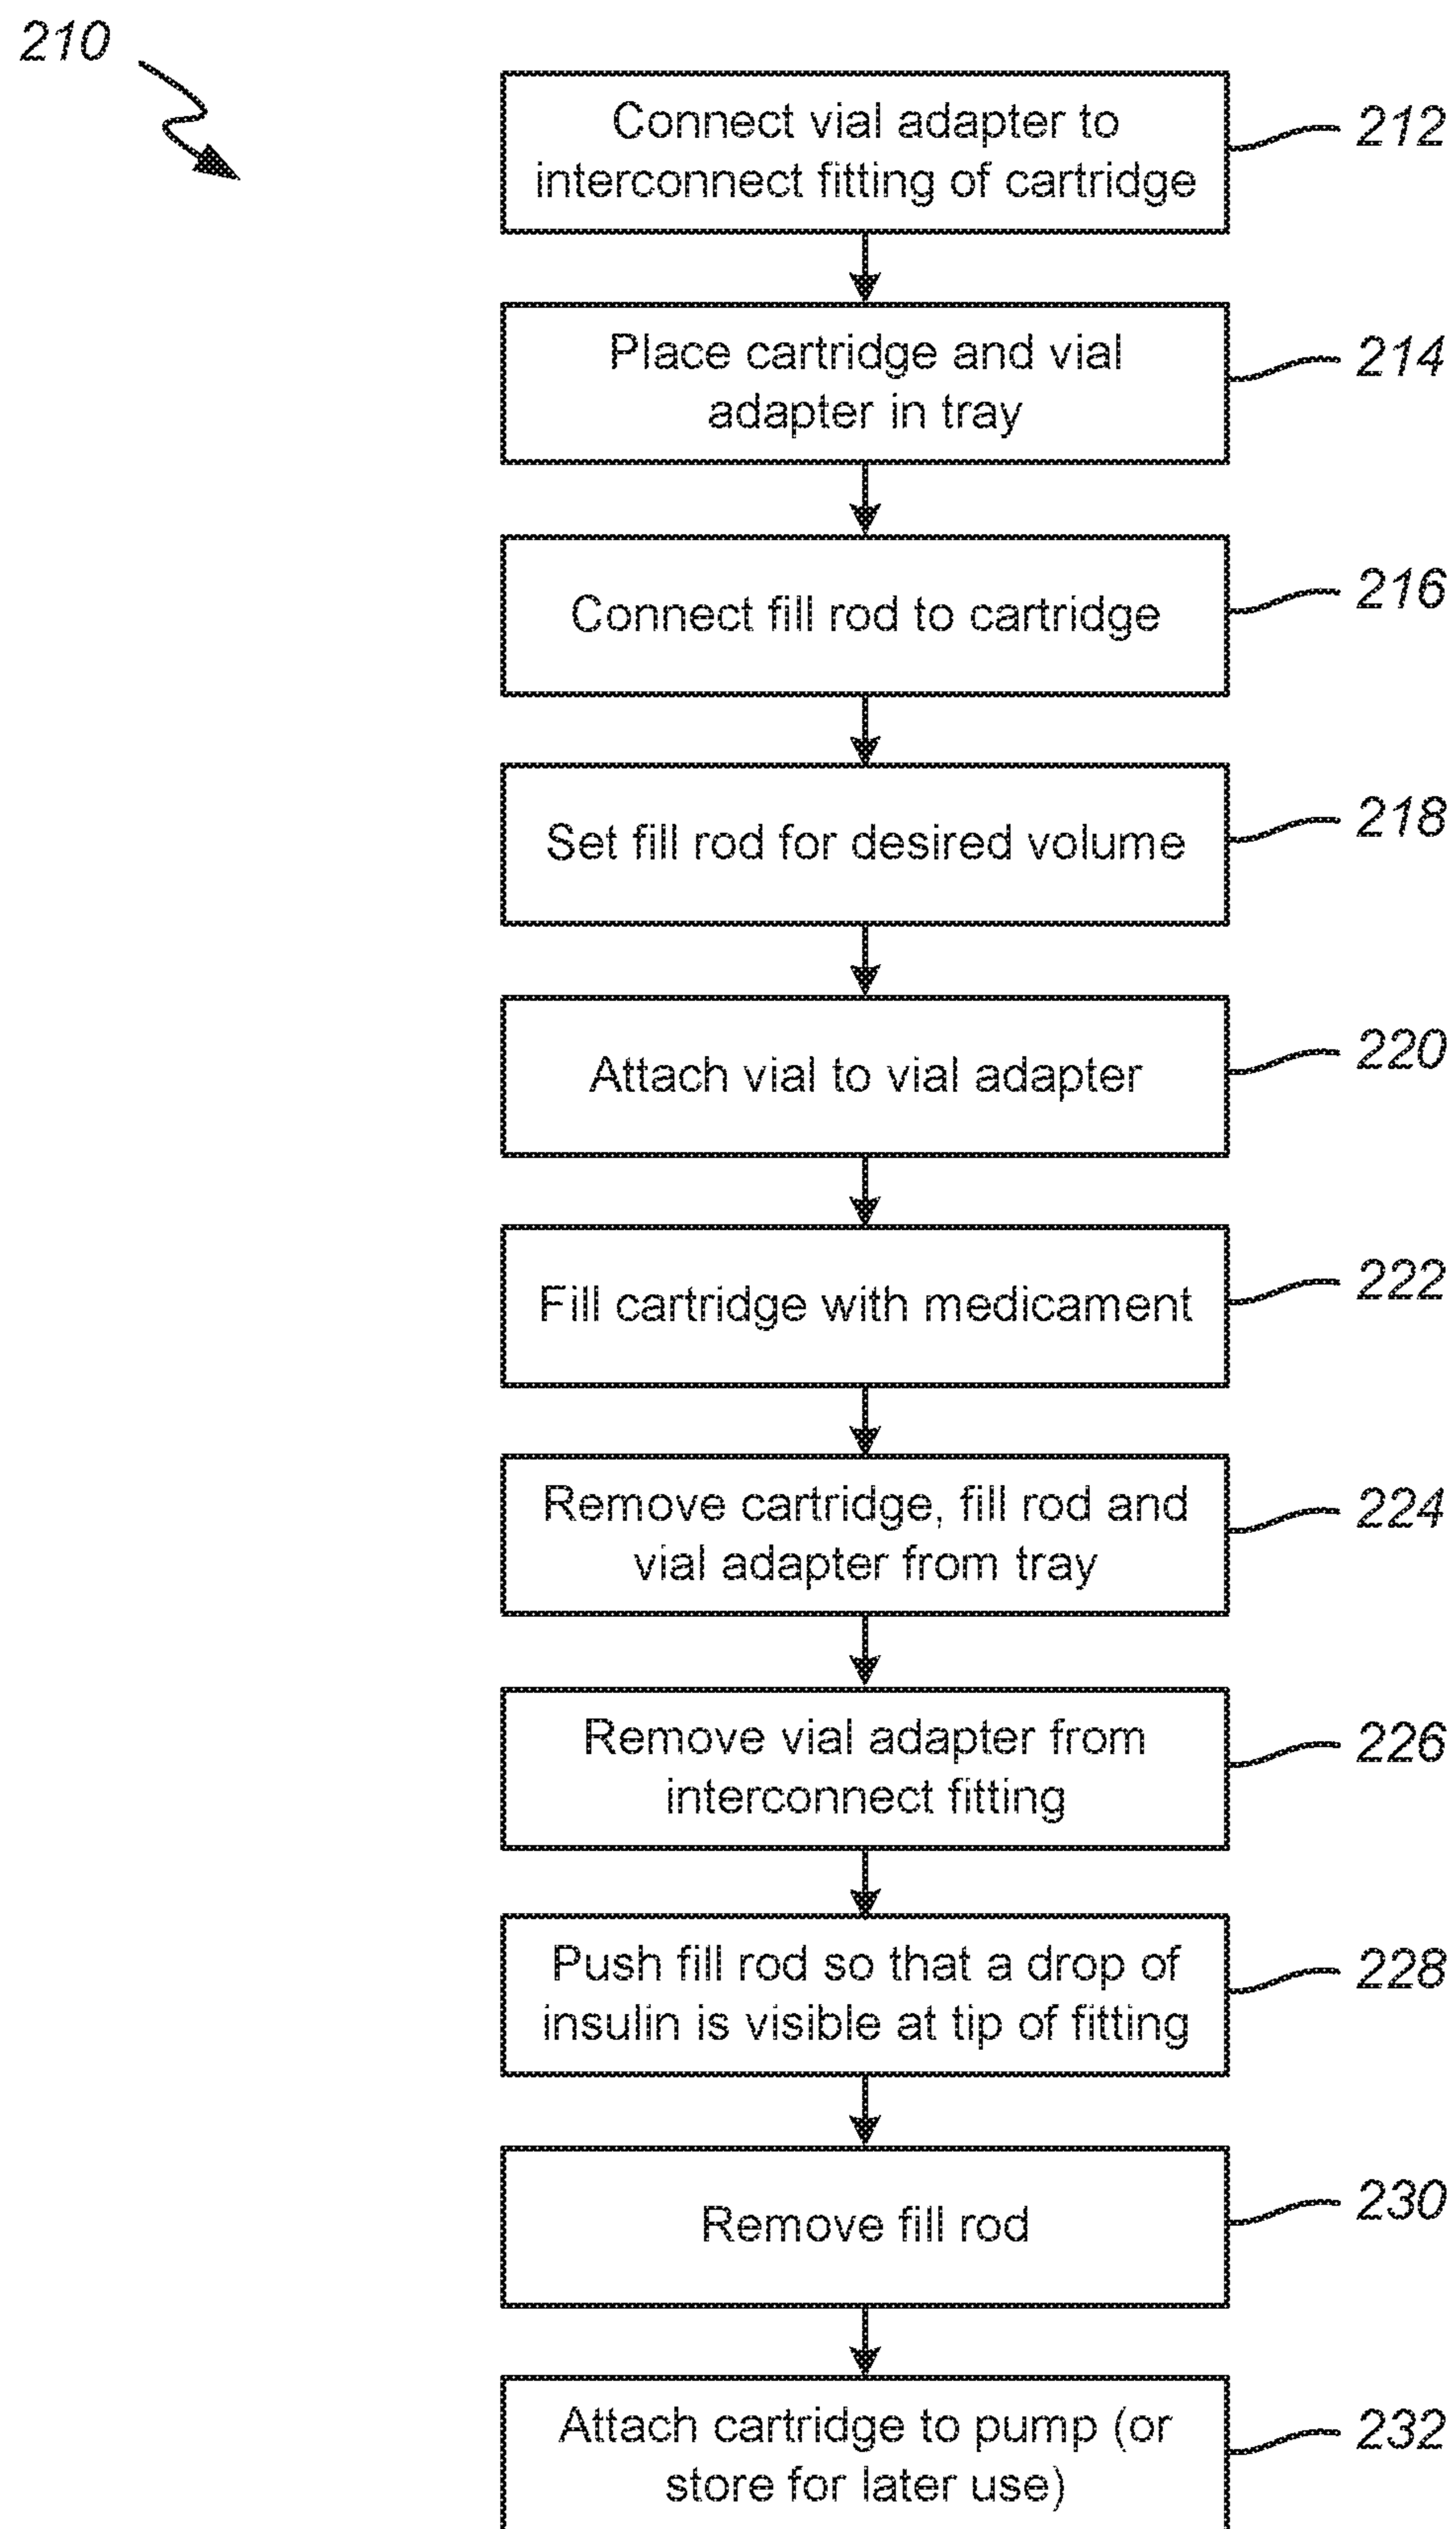 210
Connect vial adapter to
interconnect fitting of cartridge
212
Place cartridge and vial
adapter in tray
214
Connect fill rod to cartridge
216
Set fill rod for desired volume
218
Attach vial to vial adapter
220
Fill cartridge with medicament
222
Remove cartridge, fill rod and
vial adapter from tray
224
Remove vial adapter from
interconnect fitting
226
Push fill rod so that a drop of
insulin is visible at tip of fitting
228
Remove fill rod
230
Attach cartridge to pump (or
store for later use)
232